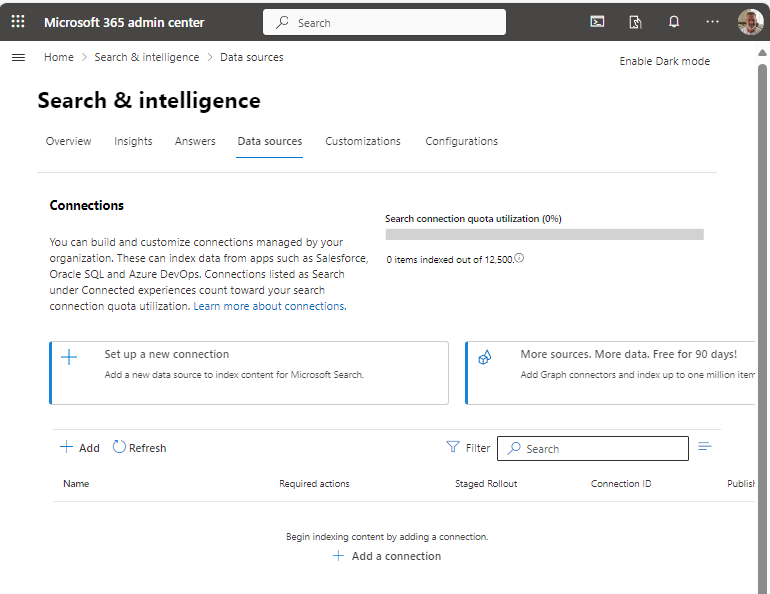 Microsoft 365 admin center
Search
Home > Search & intelligence > Data sources
Enable Dark mode
Search & intelligence
Overview Insights Answers Data sources Customizations Configurations
Connections
You can build and customize connections managed by your
organization. These can index data from apps such as Salesforce,
Oracle SQL and Azure DevOps. Connections listed as Search
under Connected experiences count toward your search
connection quota utilization. Learn more about connections.
Search connection quota utilization (0%)
0 items indexed out of 12,500.
Set up a new connection
Add a new data source to index content for Microsoft Search.
More sources. More data. Free for 90 days!
Add Graph connectors and index up to one million item
Add Refresh Filter Search
Name Required actions Staged Rollout Connection ID Publish
Begin indexing content by adding a connection.
Add a connection